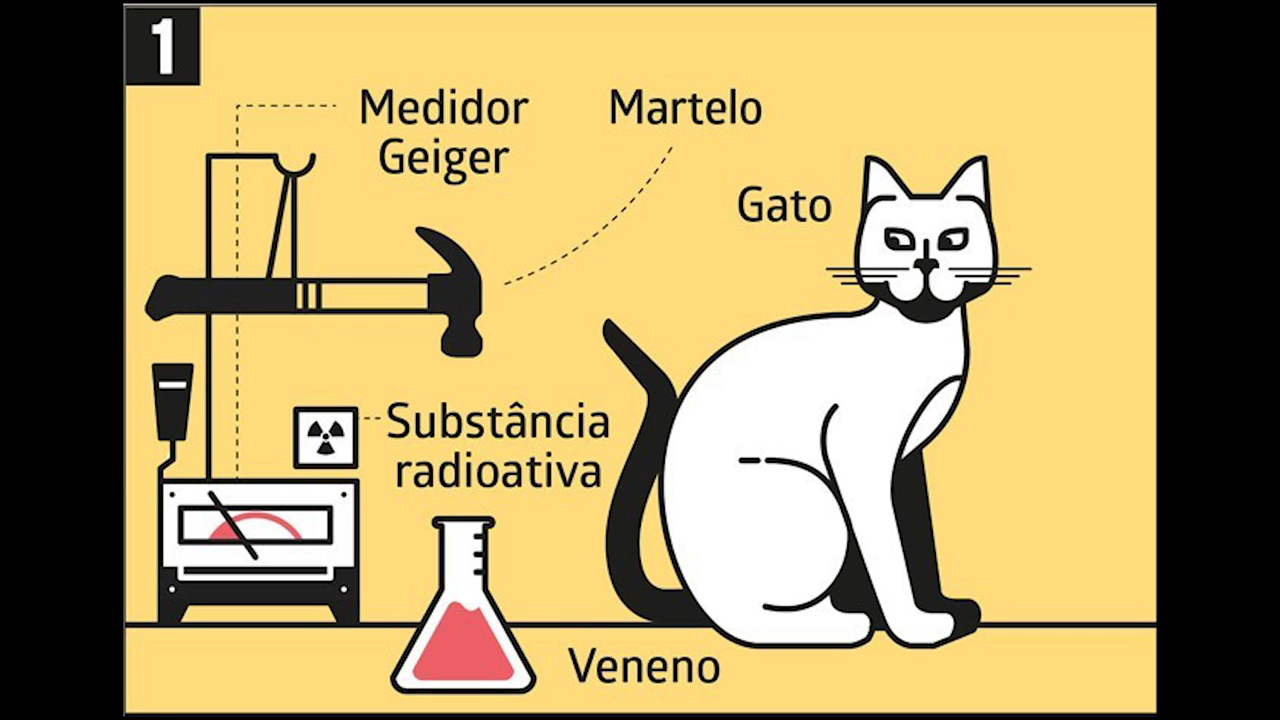 1
Medidor
Geiger
Martelo
Gato
Substância
radioativa
Veneno